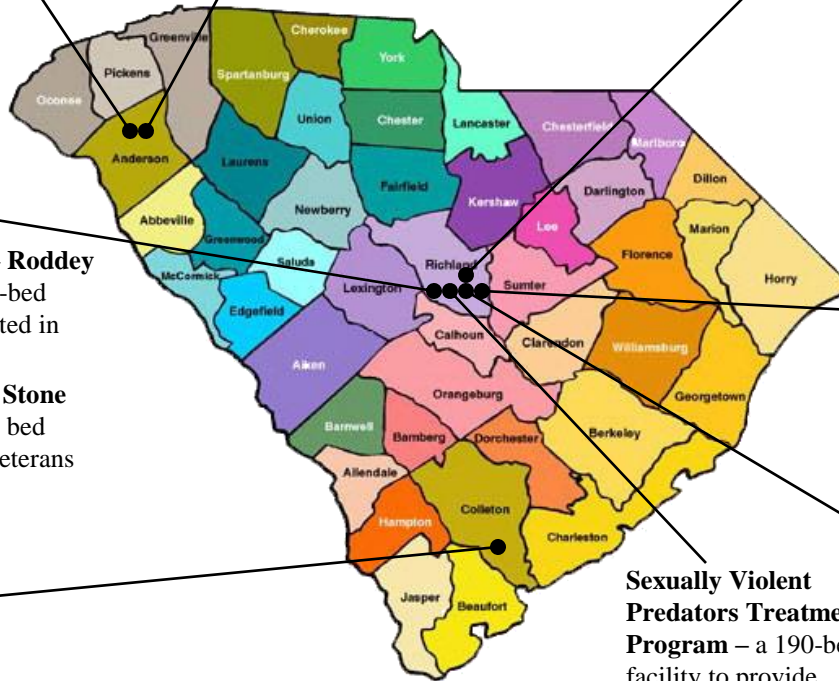 Cherokee
Greenville
York
Pickens
Spartanburg
Oconee
Union
Chester
Lancaster
Chesterfield
Marlboro
Anderson
Laurens
Dillon
Fairfield
Darlington
Kershaw
Abbeville
Newberry
Lee
Marion
Greenwood
Florence
Saluda
Richland
McCormick
Sumter
Horry
Lexington
Edgefield
Calhoun
Clarendon
Williamsburg
Aiken
Orangeburg
Georgetown
Barnwell
Bamberg
Dorchester
Berkeley
Allendale
Colleton
Hampton
Charleston
Jasper
Beaufort
Roddey
-bed
ted in
Stone
bed
eterans
Sexually Violent
Predators Treatme
Program – a 190-be
facility to provide